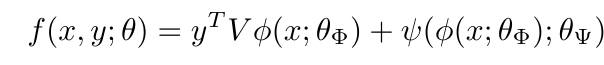 f(x, y; θ) = y^T V ϕ(x; θ_Φ) + ψ(ϕ(x; θ_Φ); θ_Ψ)